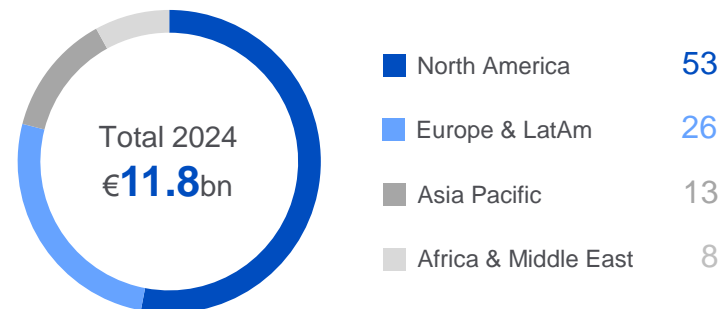 Total 2024
€11.8bn
North America 53
Europe & LatAm 26
Asia Pacific 13
Africa & Middle East 8